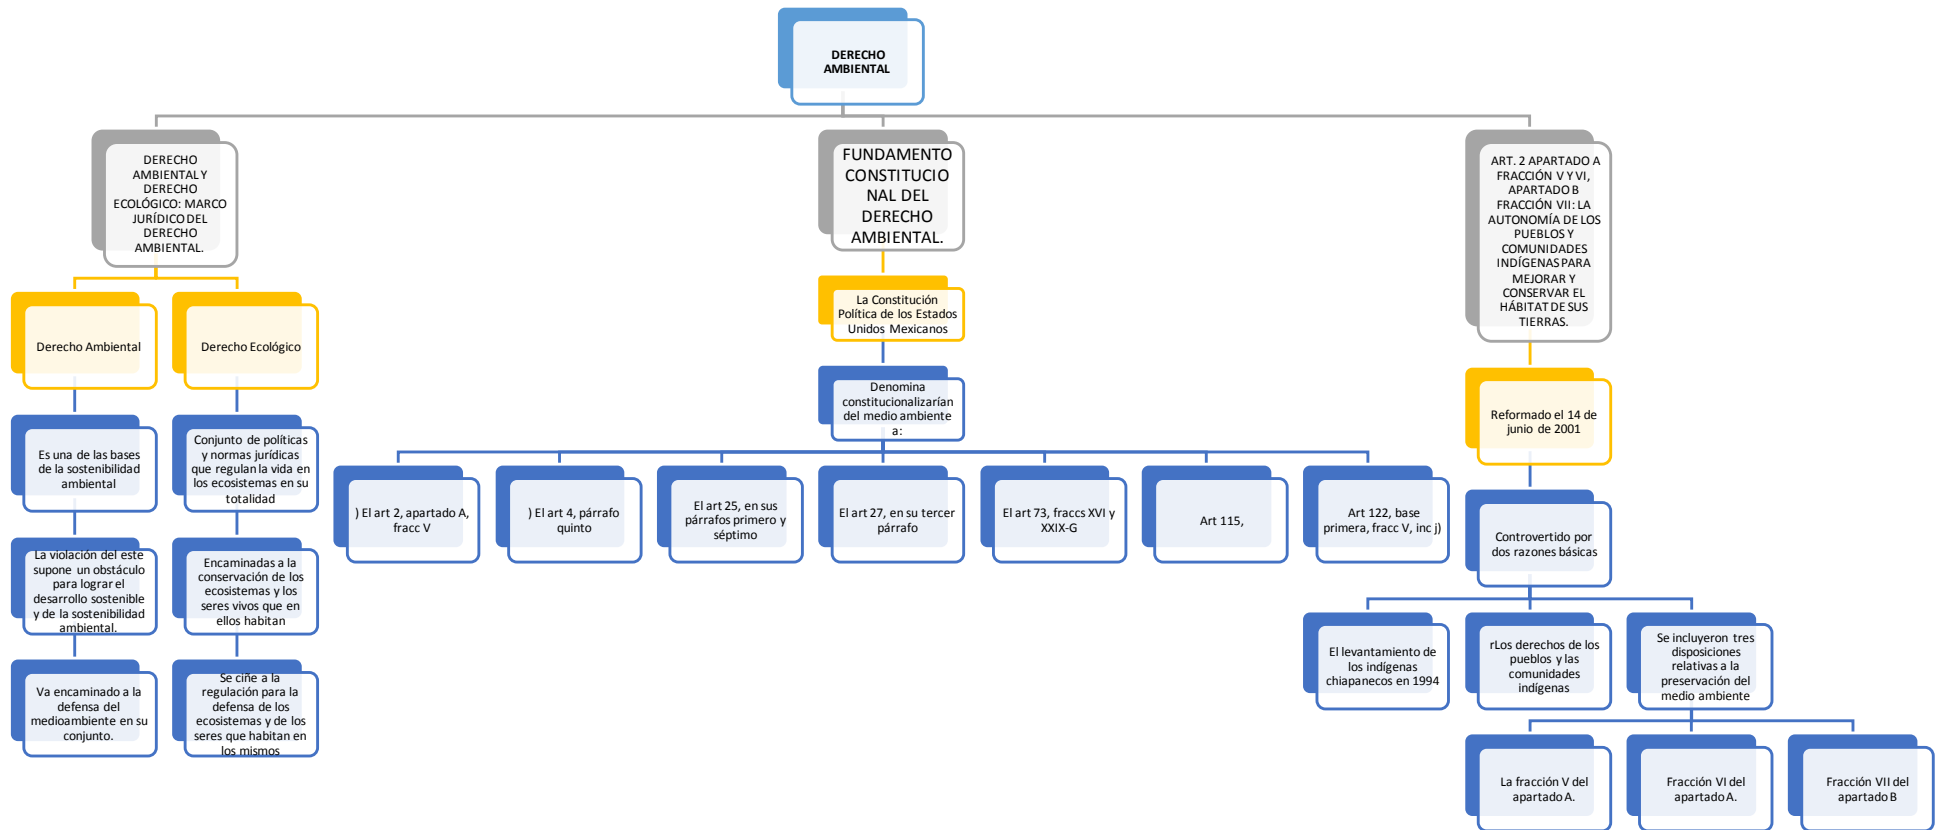 DERECHO
AMBIENTAL
DERECHO
AMBIENTAL Y
DERECHO
ECOLÓGICO: MARCO
JURÍDICO DEL
DERECHO
AMBIENTAL.
Derecho Ambiental
Es una de las bases
de la sostenibilidad
ambiental
La violación del este
supone un obstáculo
para lograr el
desarrollo sostenible
y de la sostenibilidad
ambiental.
Va encaminado a la
defensa del
medioambiente en su
conjunto.
Derecho Ecológico
Conjunto de políticas
y normas jurídicas
que regulan la vida en
los ecosistemas en su
totalidad
Encaminadas a la
conservación de los
ecosistemas y los
seres vivos que en
ellos habitan
Se ciñe a la
regulación para la
defensa de los
ecosistemas y de los
seres que habitan en
los mismos
FUNDAMENTO
CONSTITUCIO
NAL DEL
DERECHO
AMBIENTAL.
La Constitución
Política de los Estados
Unidos Mexicanos
Denomina
constitucionalizarían
del medio ambiente
a:
) El art 2, apartado A,
fracc V
) El art 4, párrafo
quinto
El art 25, en sus
párrafos primero y
séptimo
El art 27, en su tercer
párrafo
El art 73, fraccs XVI y
XXIX-G
Art 115,
Art 122, base
primera, fracc V, inc j)
ART. 2 APARTADO A
FRACCIÓN V Y VI,
APARTADO B
FRACCIÓN VII: LA
AUTONOMÍA DE LOS
PUEBLOS Y
COMUNIDADES
INDÍGENAS PARA
MEJORAR Y
CONSERVAR EL
HÁBITAT DE SUS
TIERRAS.
Reformado el 14 de
junio de 2001
Controvertido por
dos razones básicas
El levantamiento de
los indígenas
chiapanecos en 1994
rLos derechos de los
pueblos y las
comunidades
indígenas
Se incluyeron tres
disposiciones
relativas a la
preservación del
medio ambiente
La fracción V del
apartado A.
Fracción VI del
apartado A.
Fracción VII del
apartado B